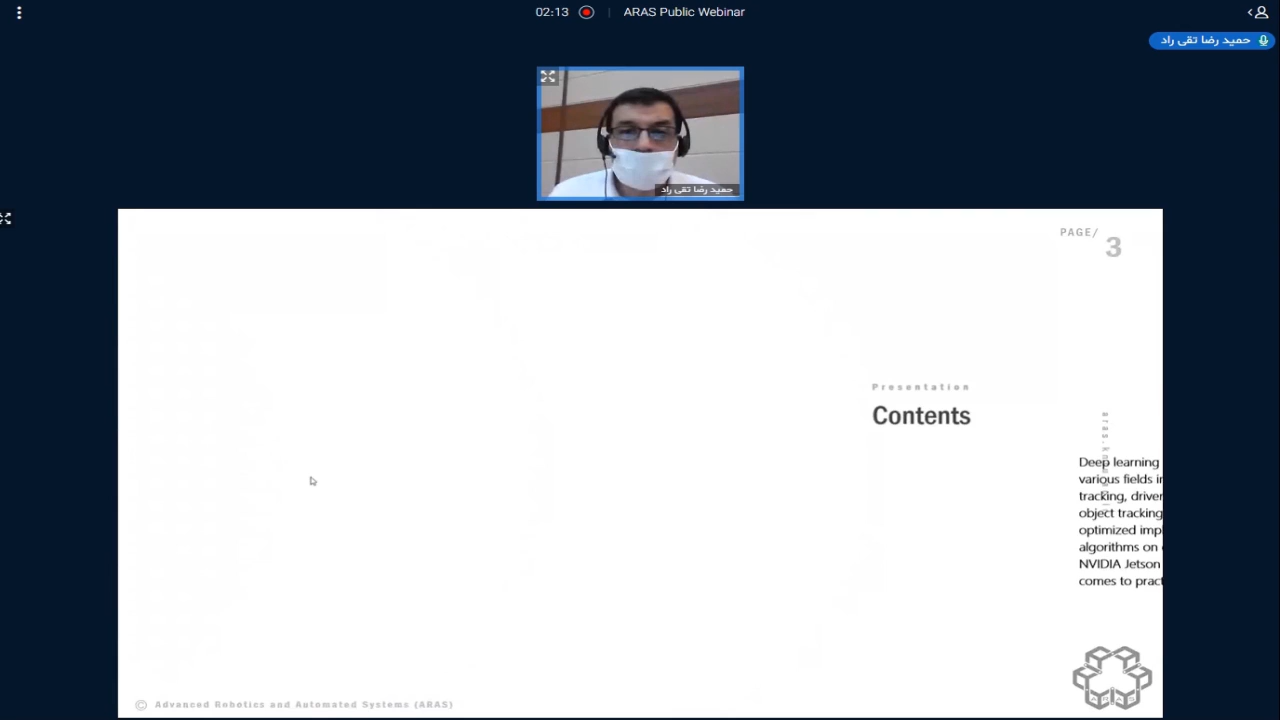 02:13
ARAS Public Webinar
حمید رضا تقی راد
حمید رضا تقی راد
PAGE/
3
Presentation
Contents
Deep learning
various fields in
tracking, driver
object tracking
optimized imp
algorithms on
NVIDIA Jetson
comes to pract
© Advanced Robotics and Automated Systems (ARAS)